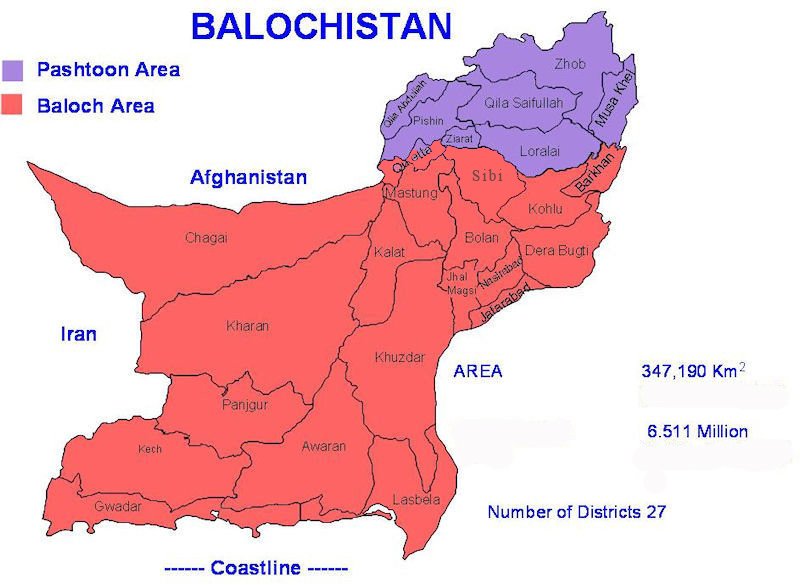 BALOCHISTAN
Pashtoon Area
Baloch Area
Zhob
Musa Khel
Qila Abdullah
Qila Saifullah
Pishin
Ziarat
Loralai
Quetta
Barkhan
Afghanistan
Sibi
Mastung
Kohlu
Chagai
Kalat
Bolan
Dera Bugti
Nasirabad
Jhal
Magsi
Jafarabad
Kharan
Iran
Khuzdar
AREA 347,190 Km2
Panjgur
6.511 Million
Kech
Awaran
Lasbela
Gwadar
Number of Districts 27
------ Coastline ------